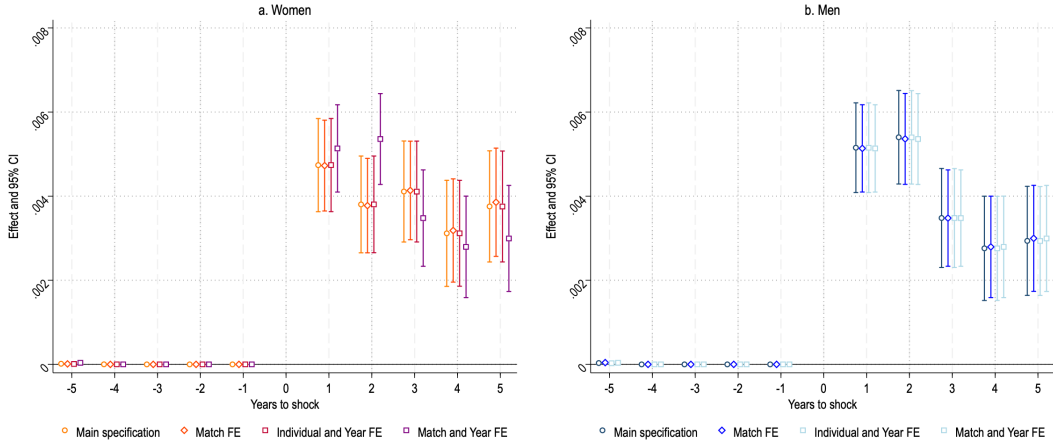 a. Women
Effect and 95% CI
.008
.006
.004
.002
0
-5 -4 -3 -2 -1 0 1 2 3 4 5
Years to shock
Main specification Match FE Individual and Year FE Match and Year FE
b. Men
Effect and 95% CI
.008
.006
.004
.002
0
-5 -4 -3 -2 -1 0 1 2 3 4 5
Years to shock
Main specification Match FE Individual and Year FE Match and Year FE